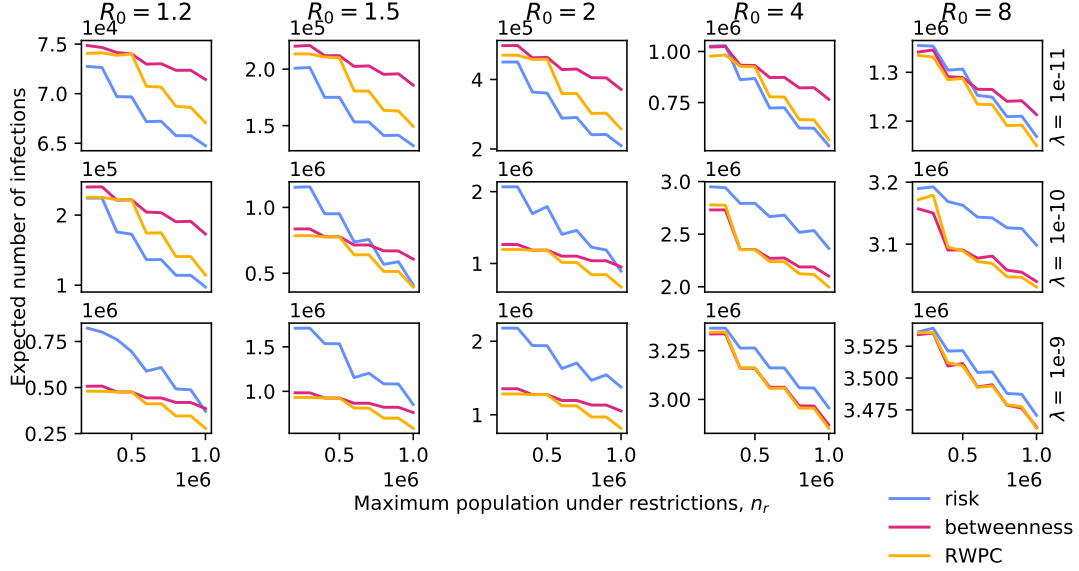 R₀ = 1.2 R₀ = 1.5 R₀ = 2 R₀ = 4 R₀ = 8
1e4 1e5 1e5 1e6 1e6
7.5 7.0 6.5
2.0 1.5
4 2
1.00 0.75
1.3 1.2
λ = 1e-11
1e5 1e6 1e6 1e6 1e6
2 1
1.0 0.5
2 1
3.0 2.5 2.0
3.2 3.1
λ = 1e-10
1e6 1e6 1e6 1e6 1e6
0.75 0.50 0.25
1.5 1.0
2 1
3.25 3.00
3.525 3.500 3.475
λ = 1e-9
Expected number of infections
0.5 1.0 0.5 1.0 0.5 1.0 0.5 1.0 0.5 1.0
1e6 1e6 1e6 1e6 1e6
Maximum population under restrictions, nᵣ
risk
betweenness
RWPC